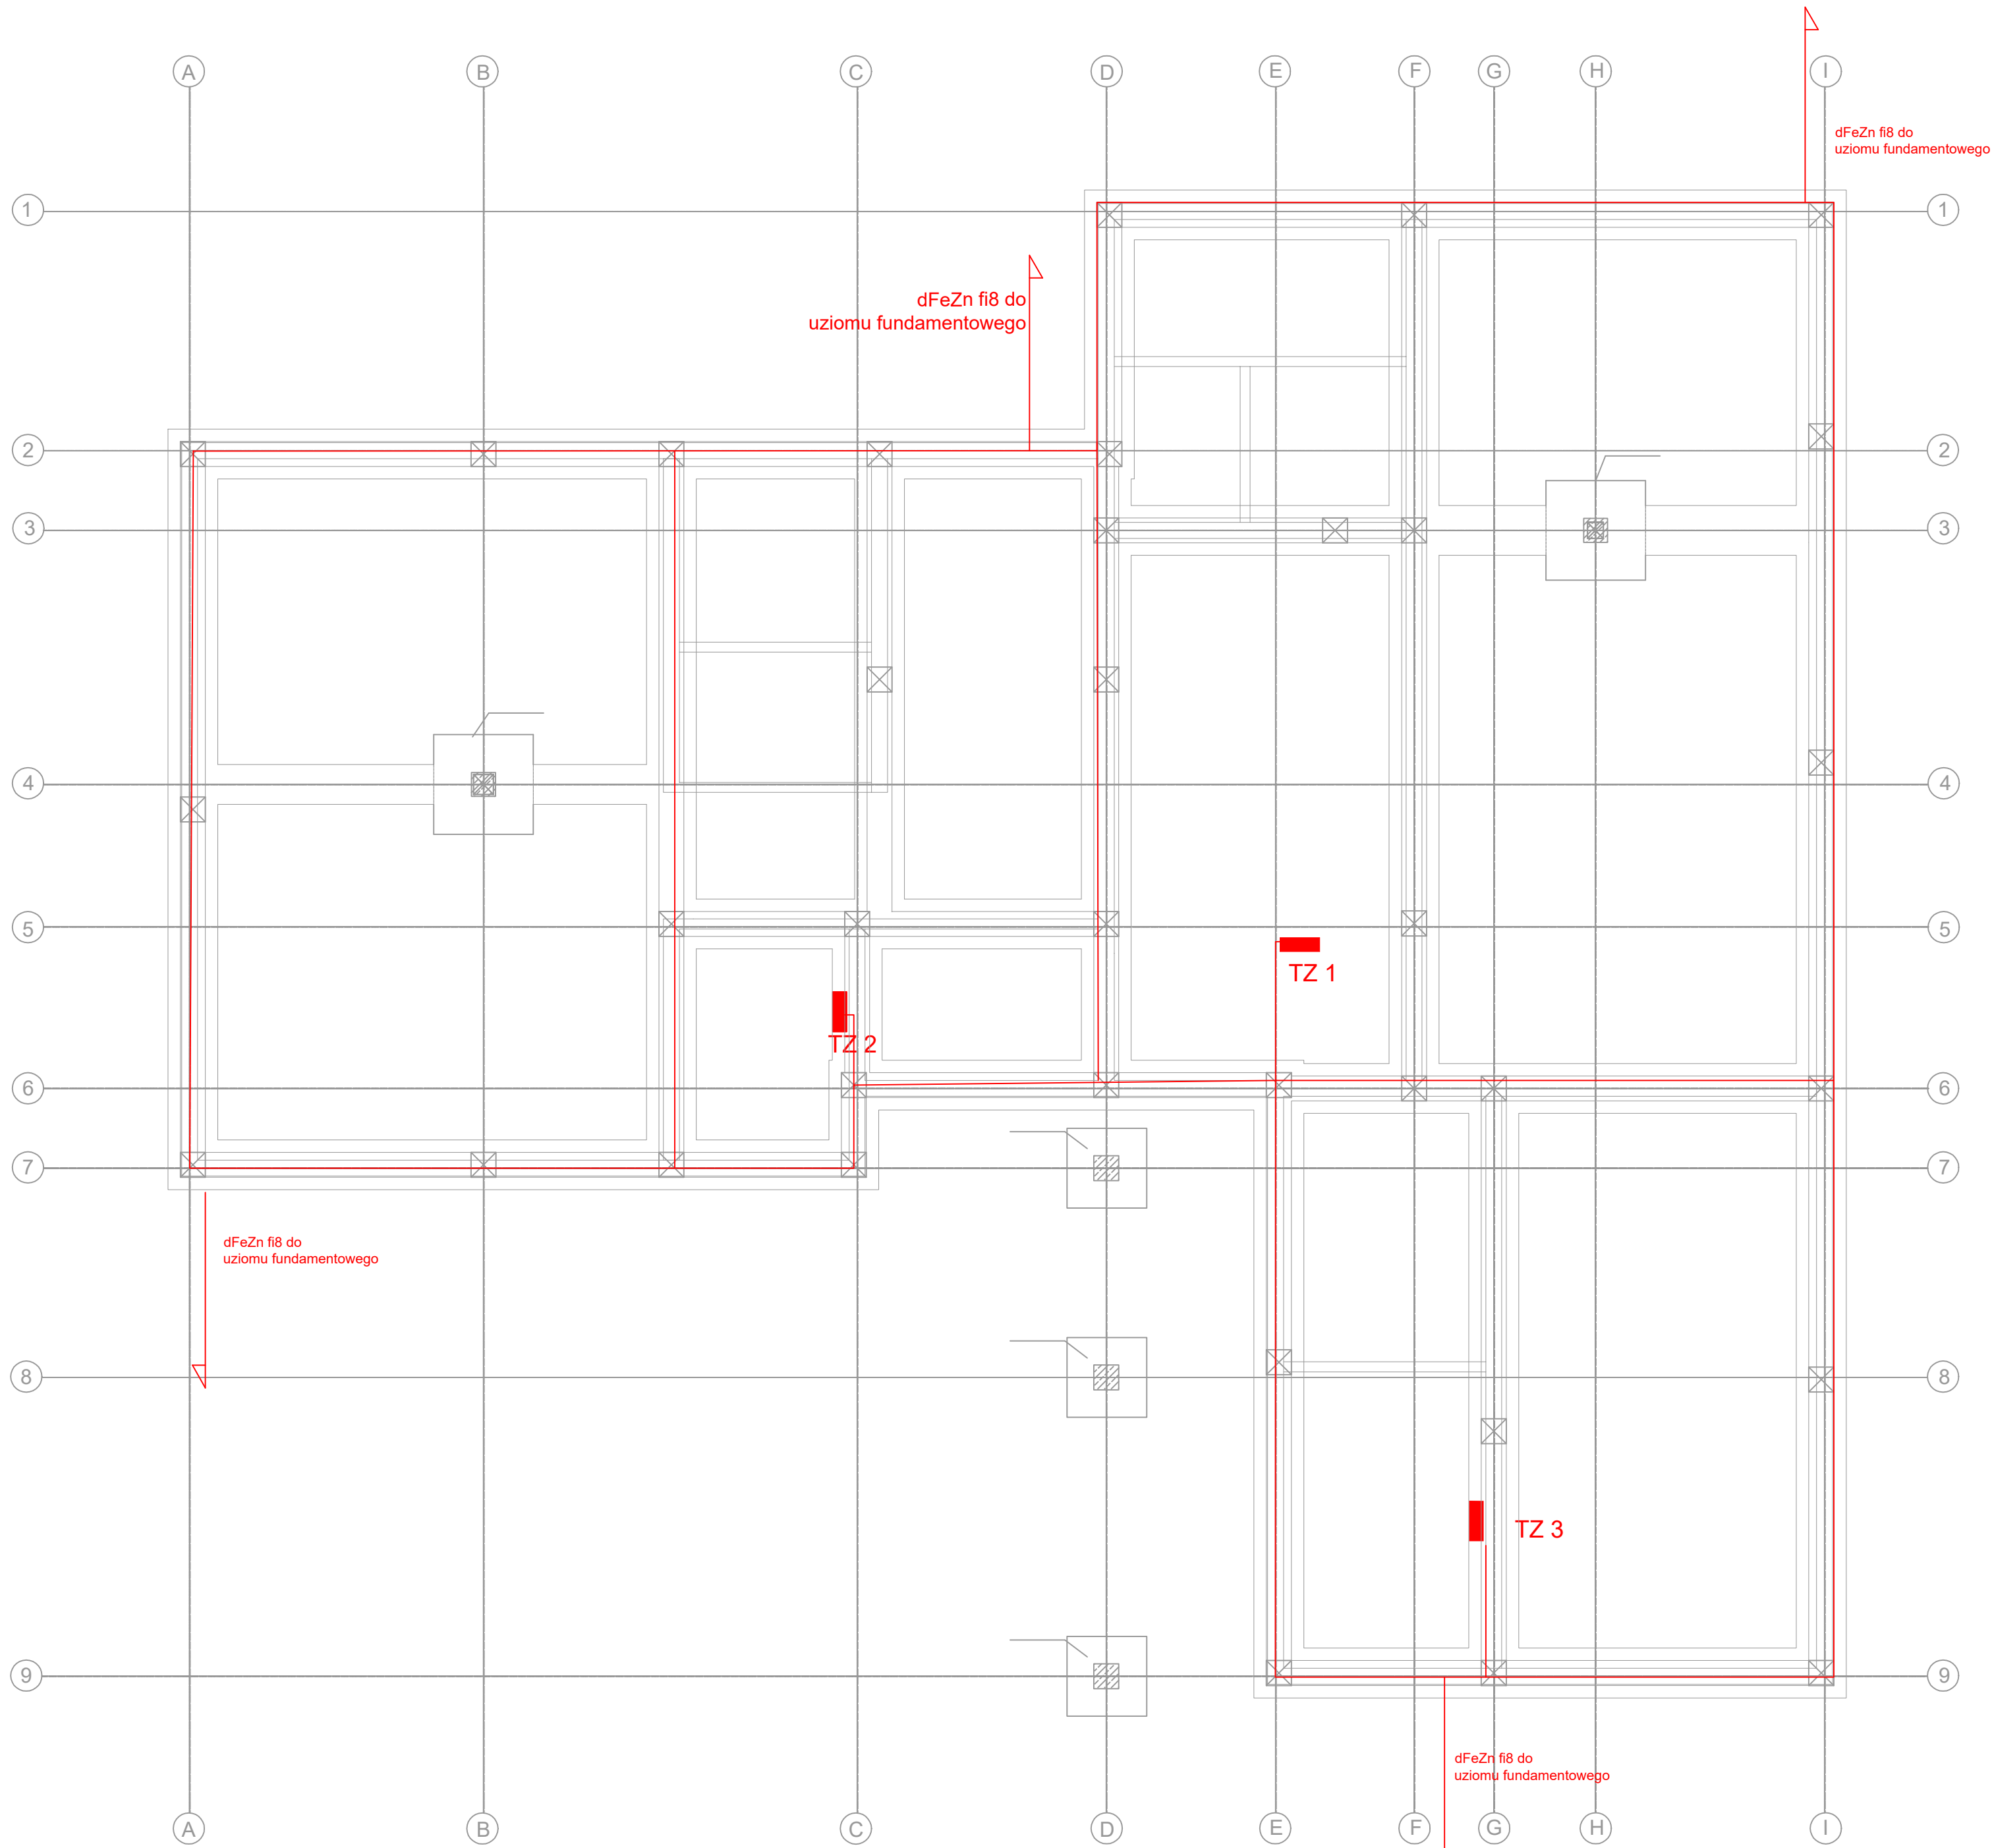 A B C D E F G H I
dFeZn fi8 do
uziomu fundamentowego
1 1
dFeZn fi8 do
uziomu fundamentowego
2 2
3 3
4 4
5 5
TZ 1
TZ 2
6 6
7 7
dFeZn fi8 do
uziomu fundamentowego
8 8
TZ 3
9 9
dFeZn fi8 do
uziomu fundamentowego
A B C D E F G H I